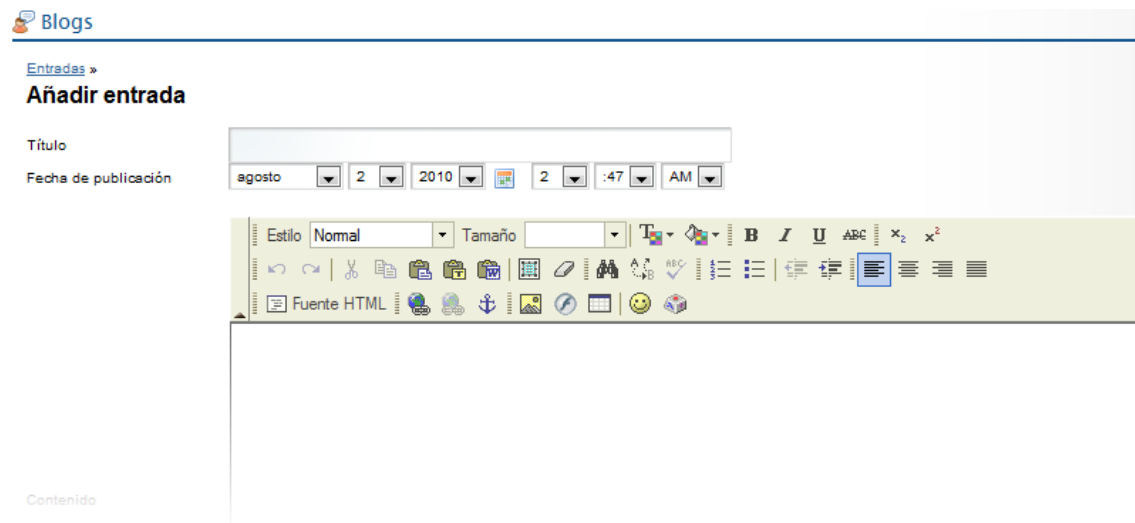 Blogs
Entradas »
Añadir entrada
Título
Fecha de publicación agosto 2 2010 2 :47 AM
Estilo Normal Tamaño B I U ABC x₂ x²
Fuente HTML
Contenido